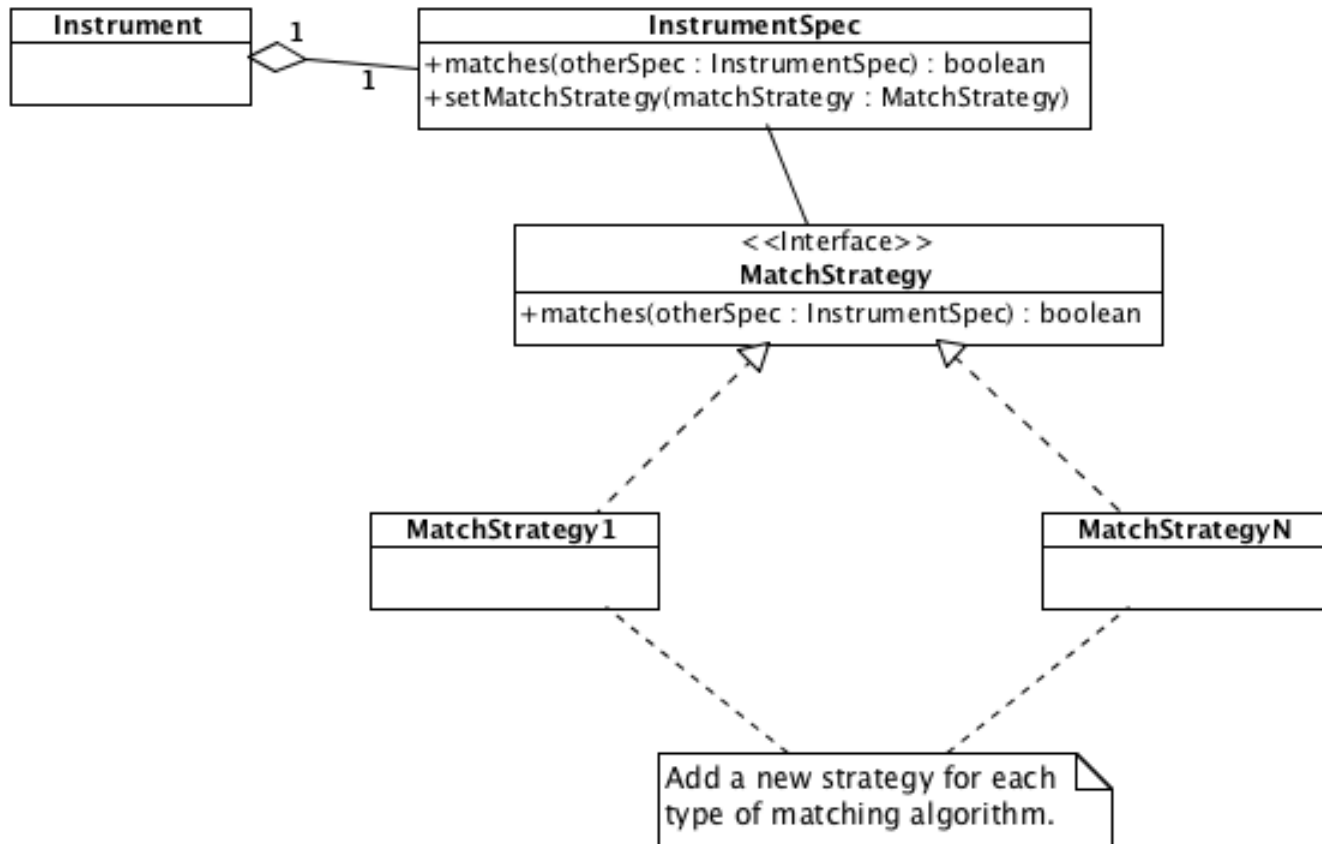 Instrument
1
1
InstrumentSpec
+matches(otherSpec : InstrumentSpec) : boolean
+setMatchStrategy(matchStrategy : MatchStrategy)
<<Interface>>
MatchStrategy
+matches(otherSpec : InstrumentSpec) : boolean
MatchStrategy1
MatchStrategyN
Add a new strategy for each
type of matching algorithm.